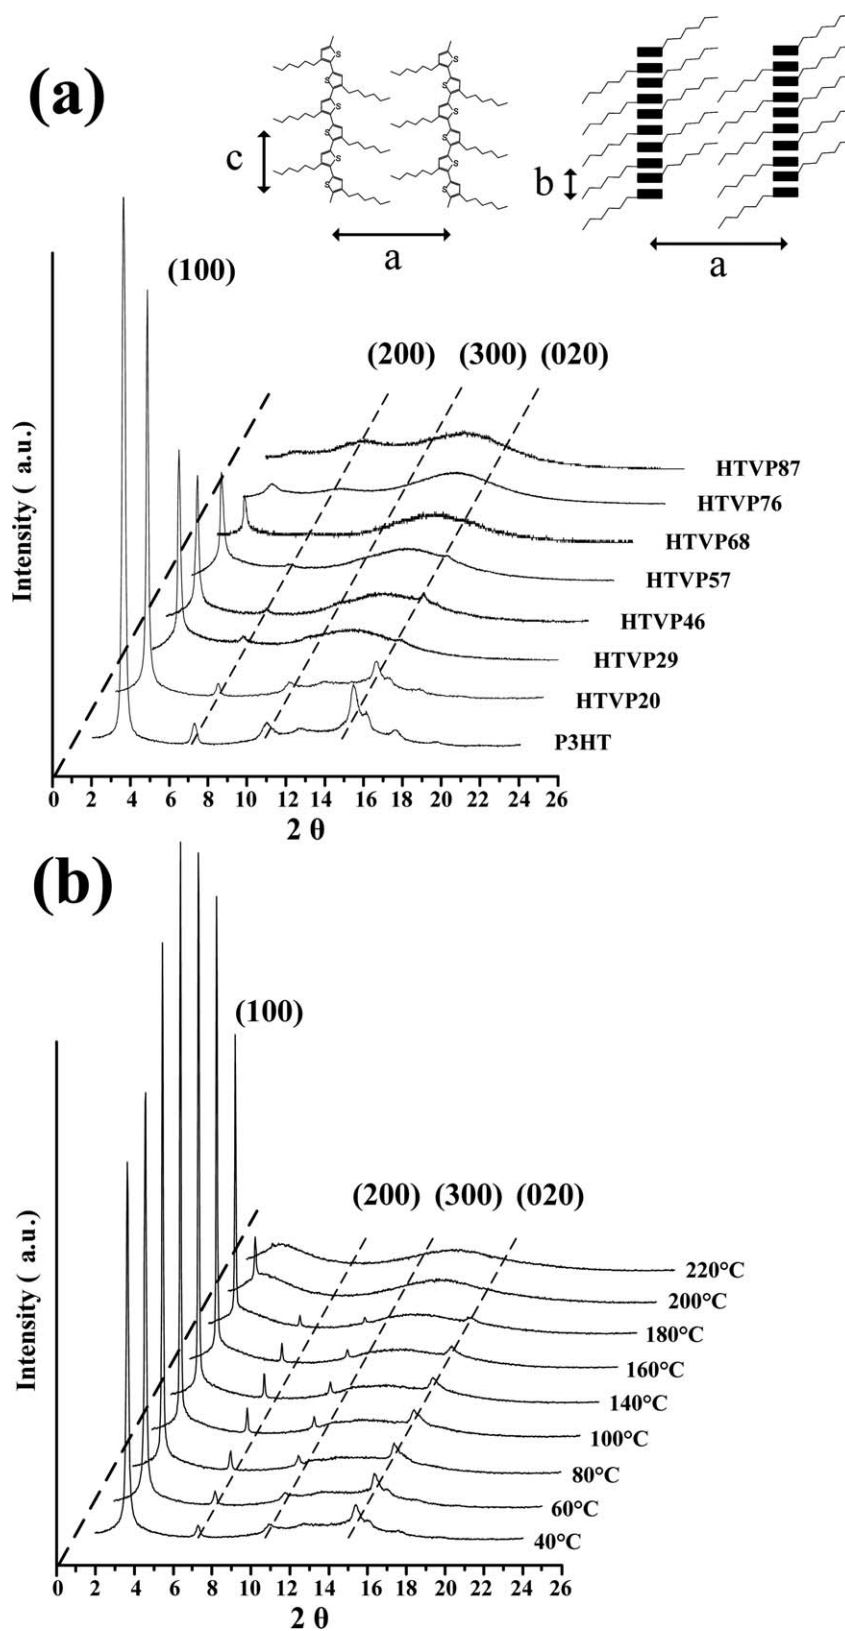 (a)
S S S S S S
S S S S S S
c
a
b
a
(100)
(200) (300) (020)
Intensity ( a.u.)
HTVP87
HTVP76
HTVP68
HTVP57
HTVP46
HTVP29
HTVP20
P3HT
0 2 4 6 8 10 12 14 16 18 20 22 24 26
2 θ
(b)
(100)
(200) (300) (020)
Intensity ( a.u.)
220°C
200°C
180°C
160°C
140°C
100°C
80°C
60°C
40°C
0 2 4 6 8 10 12 14 16 18 20 22 24 26
2 θ